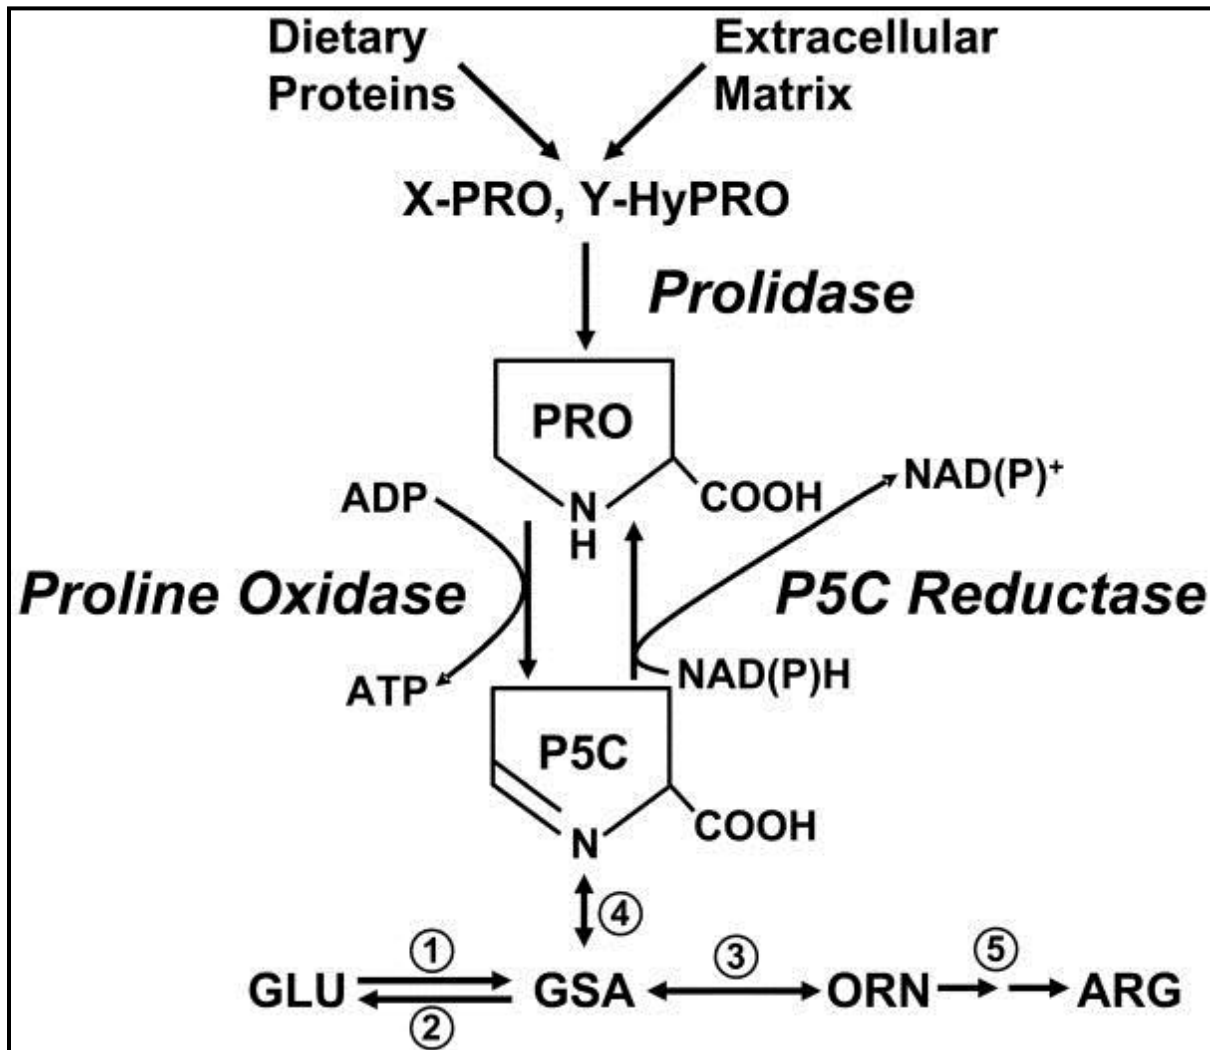 Dietary
Proteins
Extracellular
Matrix
X-PRO, Y-HyPRO
Prolidase
PRO
COOH
N
H
NAD(P)⁺
ADP
Proline Oxidase
P5C Reductase
ATP
NAD(P)H
P5C
COOH
N
④
① ③ ⑤
GLU GSA ORN ARG
②